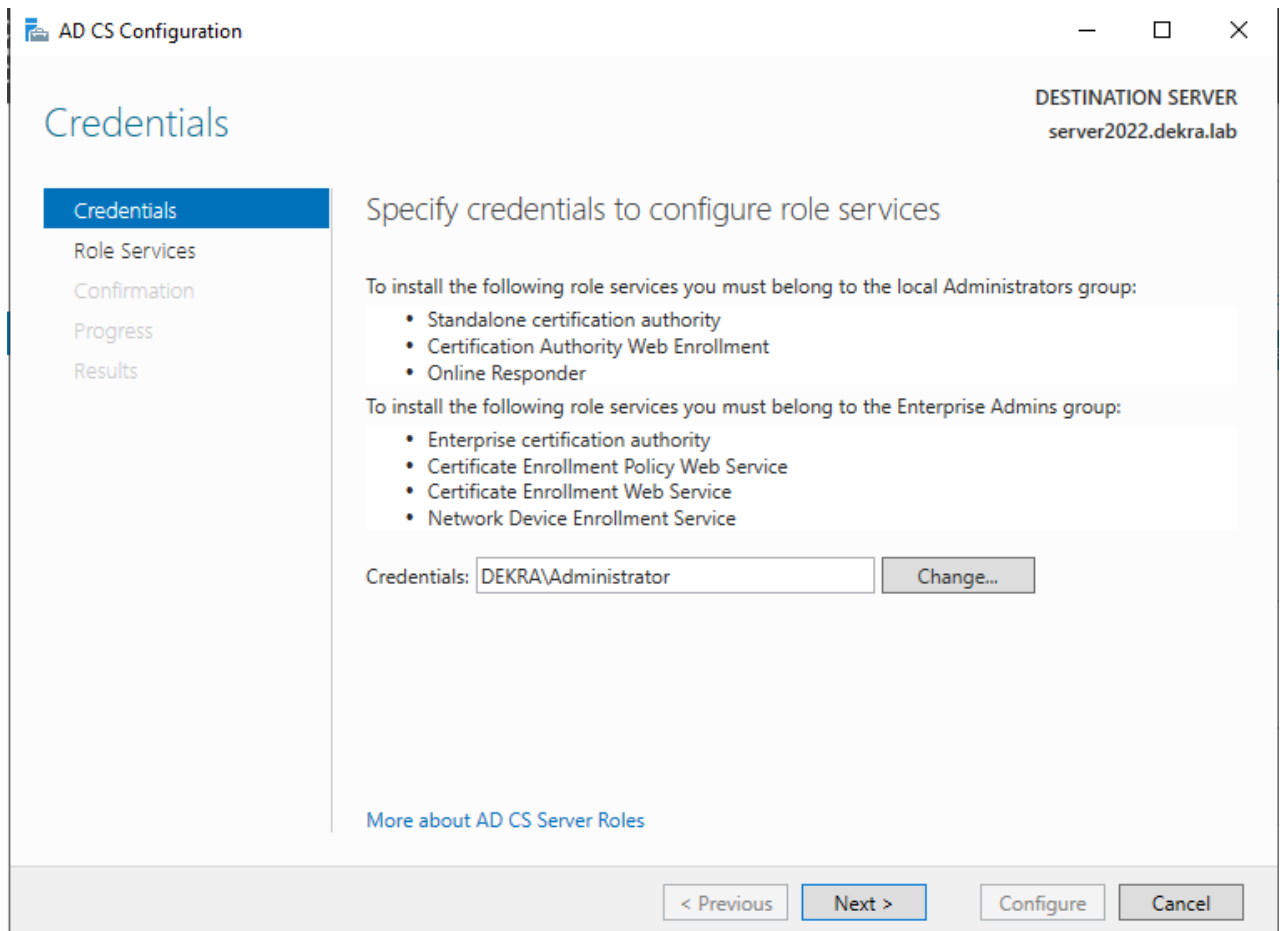 AD CS Configuration
DESTINATION SERVER
server2022.dekra.lab
Credentials
Credentials
Role Services
Confirmation
Progress
Results
Specify credentials to configure role services
To install the following role services you must belong to the local Administrators group:
• Standalone certification authority
• Certification Authority Web Enrollment
• Online Responder
To install the following role services you must belong to the Enterprise Admins group:
• Enterprise certification authority
• Certificate Enrollment Policy Web Service
• Certificate Enrollment Web Service
• Network Device Enrollment Service
Credentials: DEKRA\Administrator Change...
More about AD CS Server Roles
< Previous Next > Configure Cancel